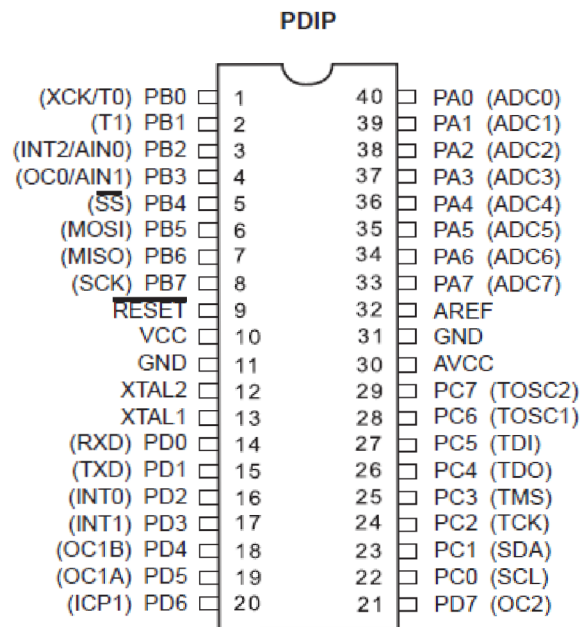 PDIP
(XCK/T0) PB0 1 40 PA0 (ADC0)
(T1) PB1 2 39 PA1 (ADC1)
(INT2/AIN0) PB2 3 38 PA2 (ADC2)
(OC0/AIN1) PB3 4 37 PA3 (ADC3)
(SS) PB4 5 36 PA4 (ADC4)
(MOSI) PB5 6 35 PA5 (ADC5)
(MISO) PB6 7 34 PA6 (ADC6)
(SCK) PB7 8 33 PA7 (ADC7)
RESET 9 32 AREF
VCC 10 31 GND
GND 11 30 AVCC
XTAL2 12 29 PC7 (TOSC2)
XTAL1 13 28 PC6 (TOSC1)
(RXD) PD0 14 27 PC5 (TDI)
(TXD) PD1 15 26 PC4 (TDO)
(INT0) PD2 16 25 PC3 (TMS)
(INT1) PD3 17 24 PC2 (TCK)
(OC1B) PD4 18 23 PC1 (SDA)
(OC1A) PD5 19 22 PC0 (SCL)
(ICP1) PD6 20 21 PD7 (OC2)